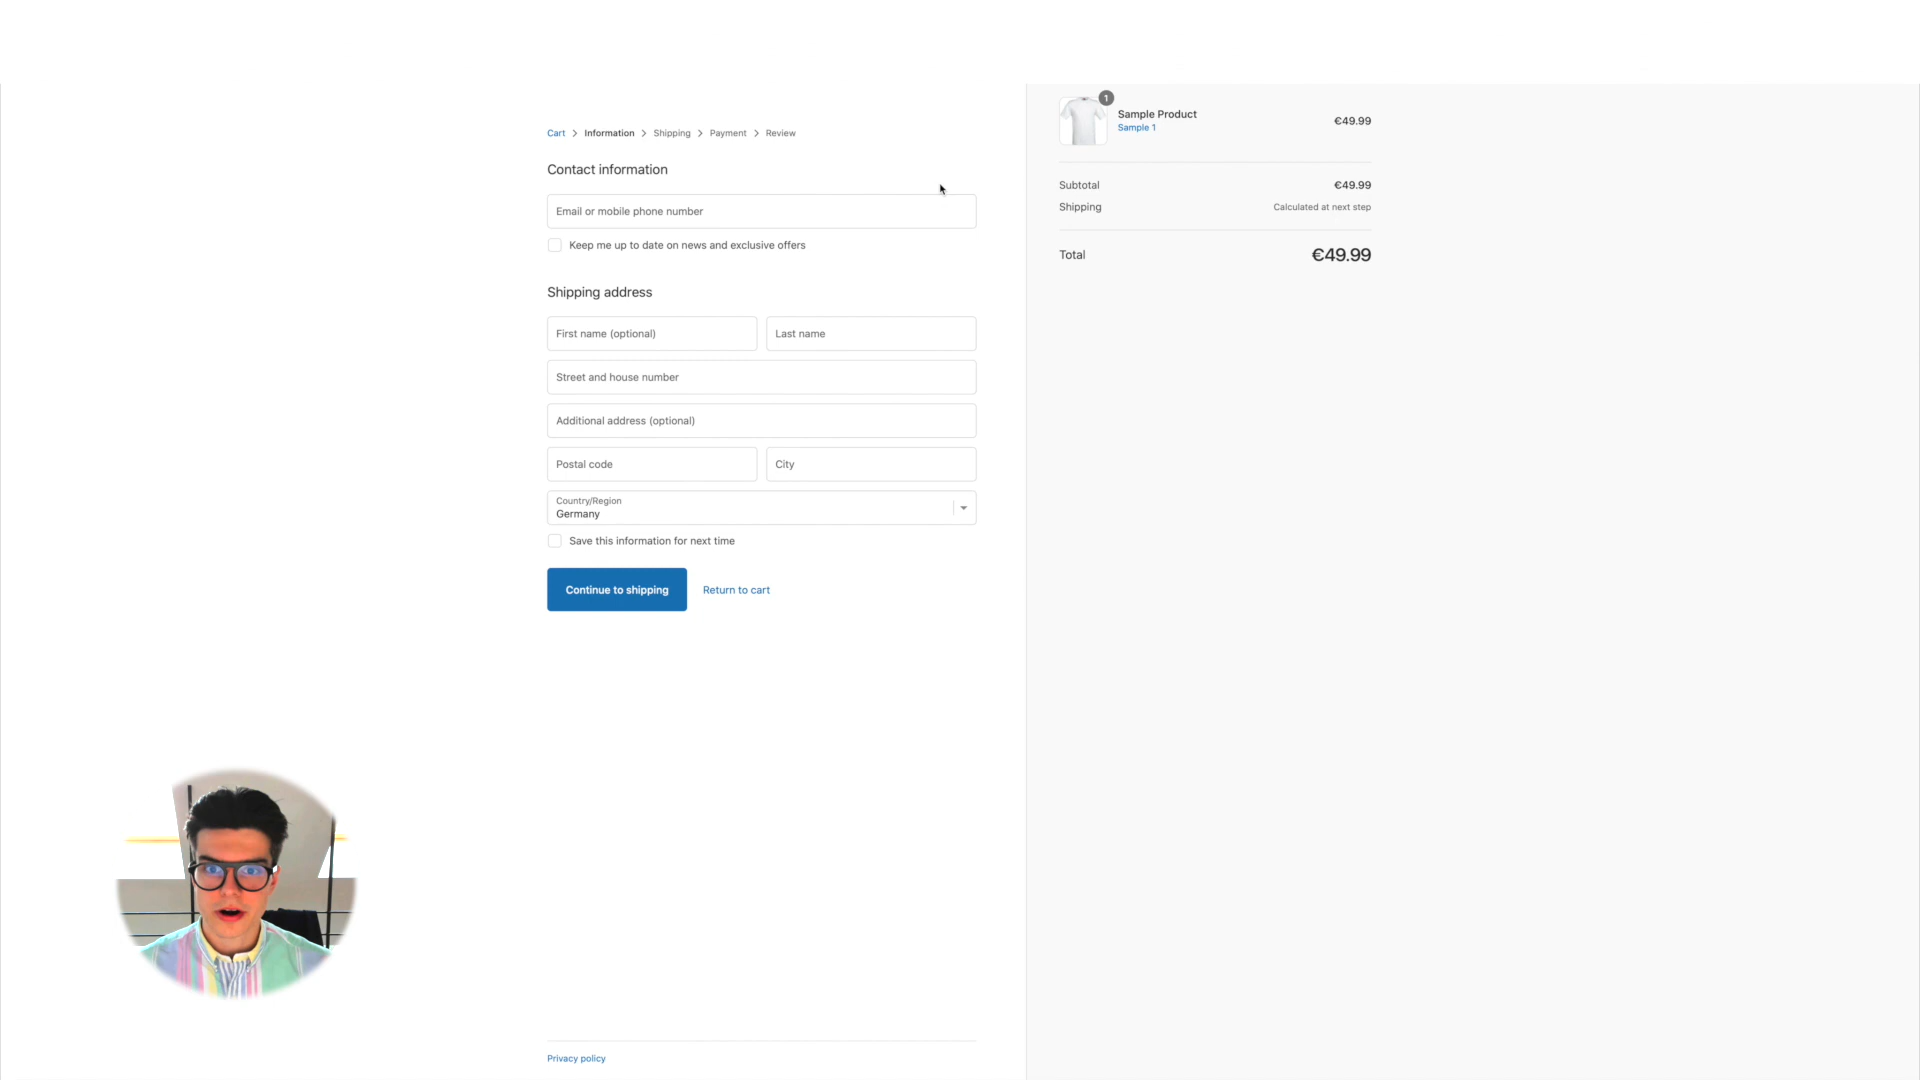 Cart > Information > Shipping > Payment > Review
Contact information
Email or mobile phone number
Keep me up to date on news and exclusive offers
Shipping address
First name (optional)
Last name
Street and house number
Additional address (optional)
Postal code
City
Country/Region
Germany
Save this information for next time
Continue to shipping
Return to cart
Privacy policy
1
Sample Product
€49.99
Sample 1
Subtotal
€49.99
Shipping
Calculated at next step
Total
€49.99